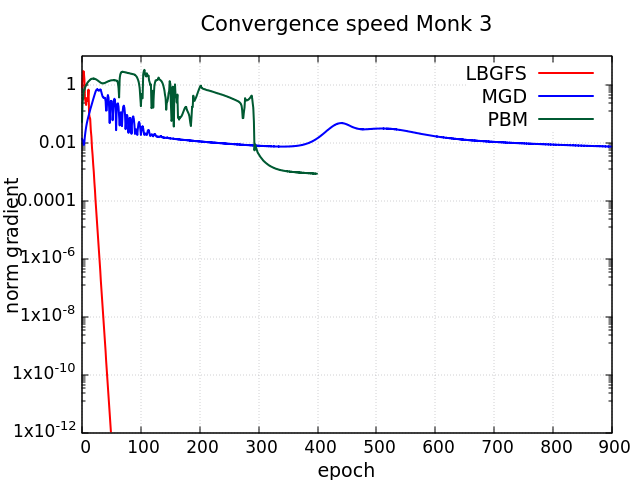 Convergence speed Monk 3
LBGFS
MGD
PBM
norm gradient
1
0.01
0.0001
1x10^-6
1x10^-8
1x10^-10
1x10^-12
0 100 200 300 400 500 600 700 800 900
epoch